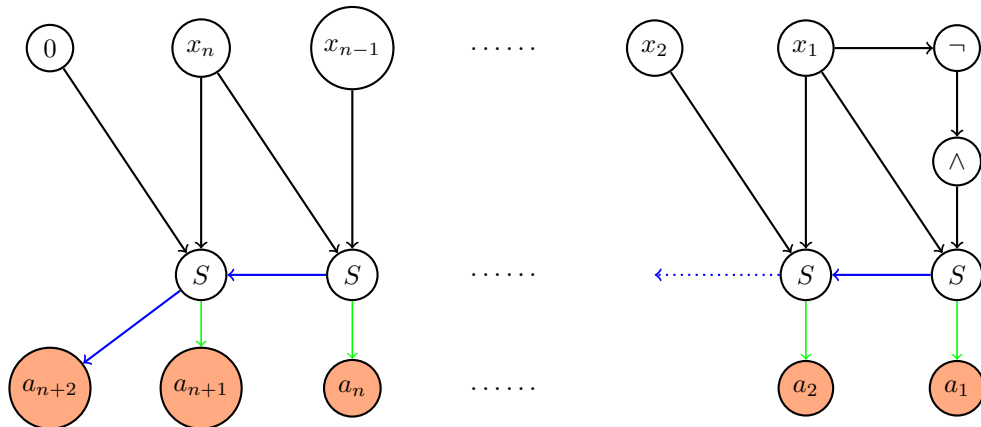 0 $x_n$ $x_{n-1}$ ...... $x_2$ $x_1$ ¬
∧
S S ...... S S
$a_{n+2}$ $a_{n+1}$ $a_n$ ...... $a_2$ $a_1$